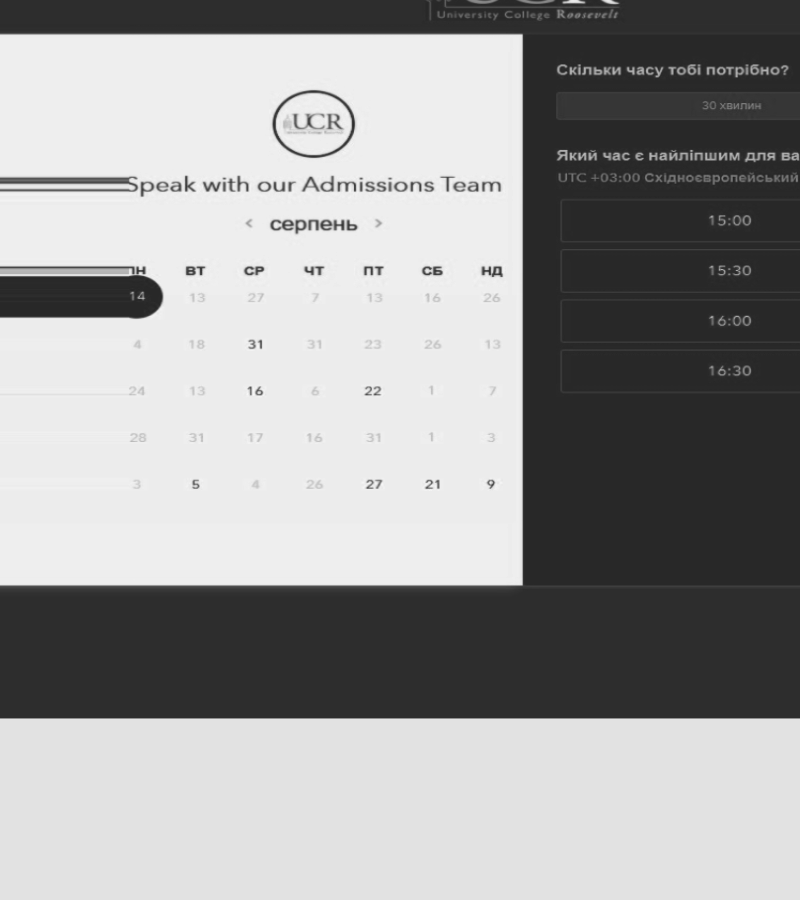 UCR
University College Roosevelt
UCR
Speak with our Admissions Team
< серпень >
ПН ВТ СР ЧТ ПТ СБ НД
14 13 27 7 13 16 26
4 18 31 31 23 26 13
24 13 16 6 22 1 7
28 31 17 16 31 1 3
3 5 4 26 27 21 9
Скільки часу тобі потрібно?
30 хвилин
Який час є найліпшим для ва
UTC +03:00 Східноєвропейський
15:00
15:30
16:00
16:30